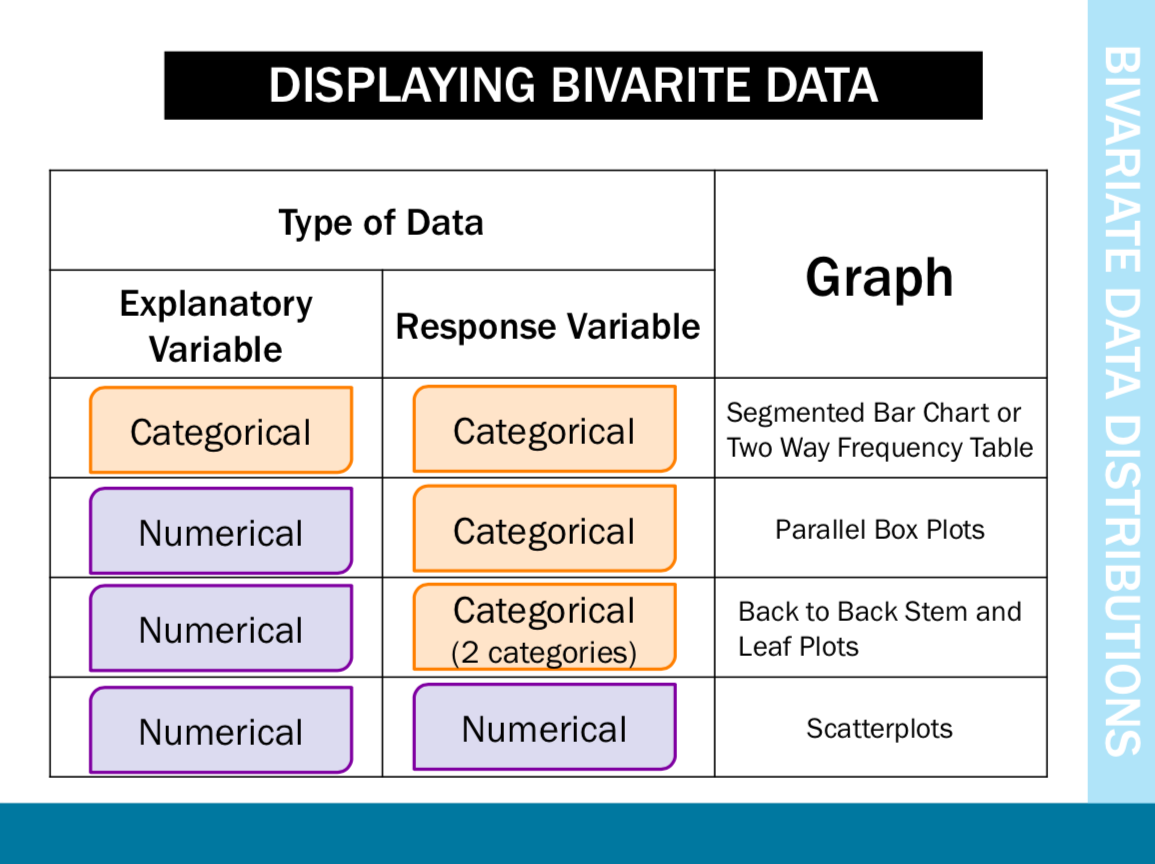 DISPLAYING BIVARITE DATA
Type of Data
Graph
Explanatory
Variable
Response Variable
Categorical
Categorical
Segmented Bar Chart or
Two Way Frequency Table
Numerical
Categorical
Parallel Box Plots
Numerical
Categorical
(2 categories)
Back to Back Stem and
Leaf Plots
Numerical
Numerical
Scatterplots
BIVARIATE DATA DISTRIBUTIONS